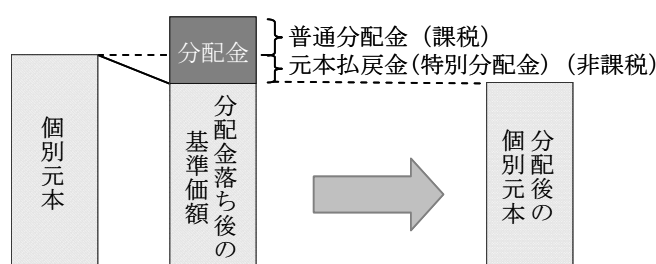 分配金
普通分配金（課税）
元本払戻金（特別分配金）（非課税）
個別元本
分配金落ち後の
基準価額
分配後の
個別元本